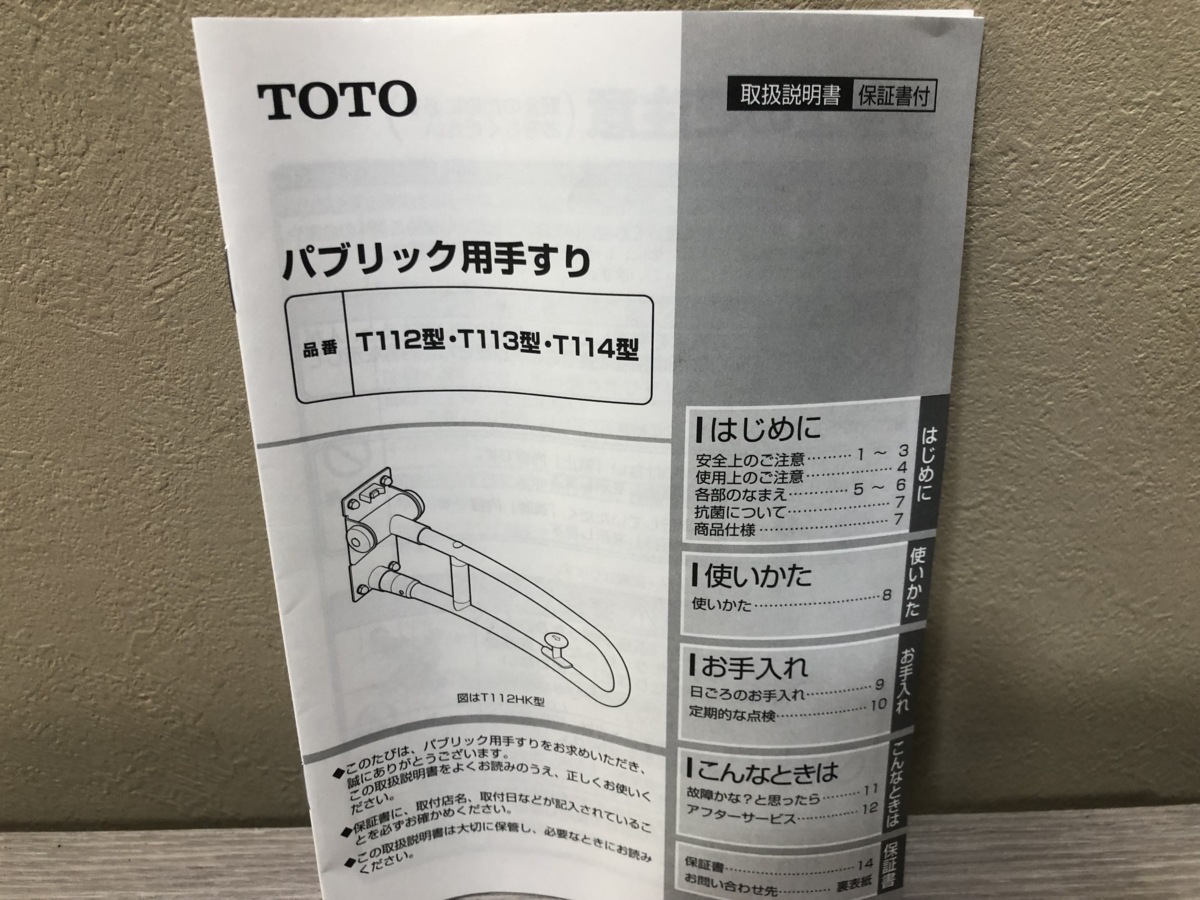 TOTO
取扱説明書 保証書付
パブリック用手すり
品番 T112型・T113型・T114型
図はT112HK型
◆このたびは、パブリック用手すりをお求めいただき、
誠にありがとうございます。
この取扱説明書をよくお読みのうえ、正しくお使いく
ださい。
◆保証書に、取付店名、取付日などが記入されているこ
とを必ずお確かめください。
◆この取扱説明書は大切に保管し、必要なときにお読み
ください。
はじめに
安全上のご注意………1 ～ 3
使用上のご注意………………4
各部のなまえ…………5 ～ 6
抗菌について…………………7
商品仕様………………………7
はじめに
使いかた
使いかた………………………8
使いかた
お手入れ
日ごろのお手入れ……………9
定期的な点検…………………10
お手入れ
こんなときは
故障かな？と思ったら………11
アフターサービス……………12
こんなときは
保証書…………………………14
お問い合わせ先…………裏表紙
保証書